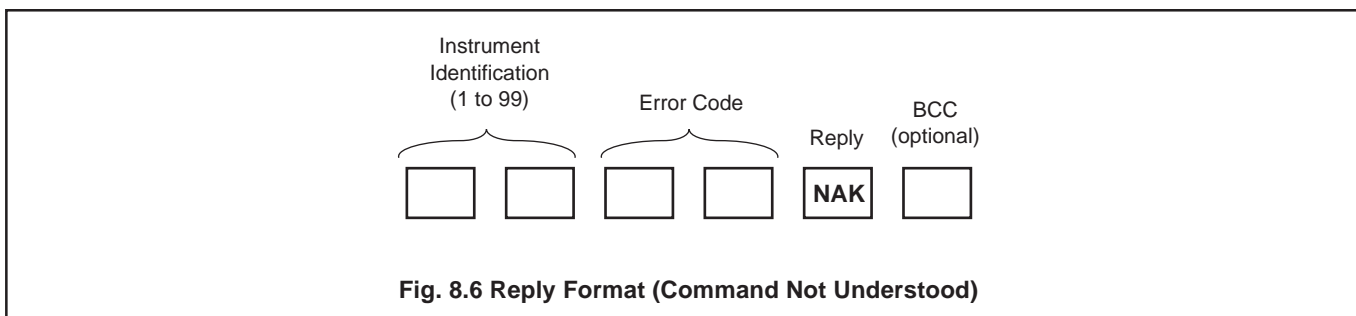 Instrument
Identification
(1 to 99)
Error Code
Reply
BCC
(optional)
NAK
Fig. 8.6 Reply Format (Command Not Understood)